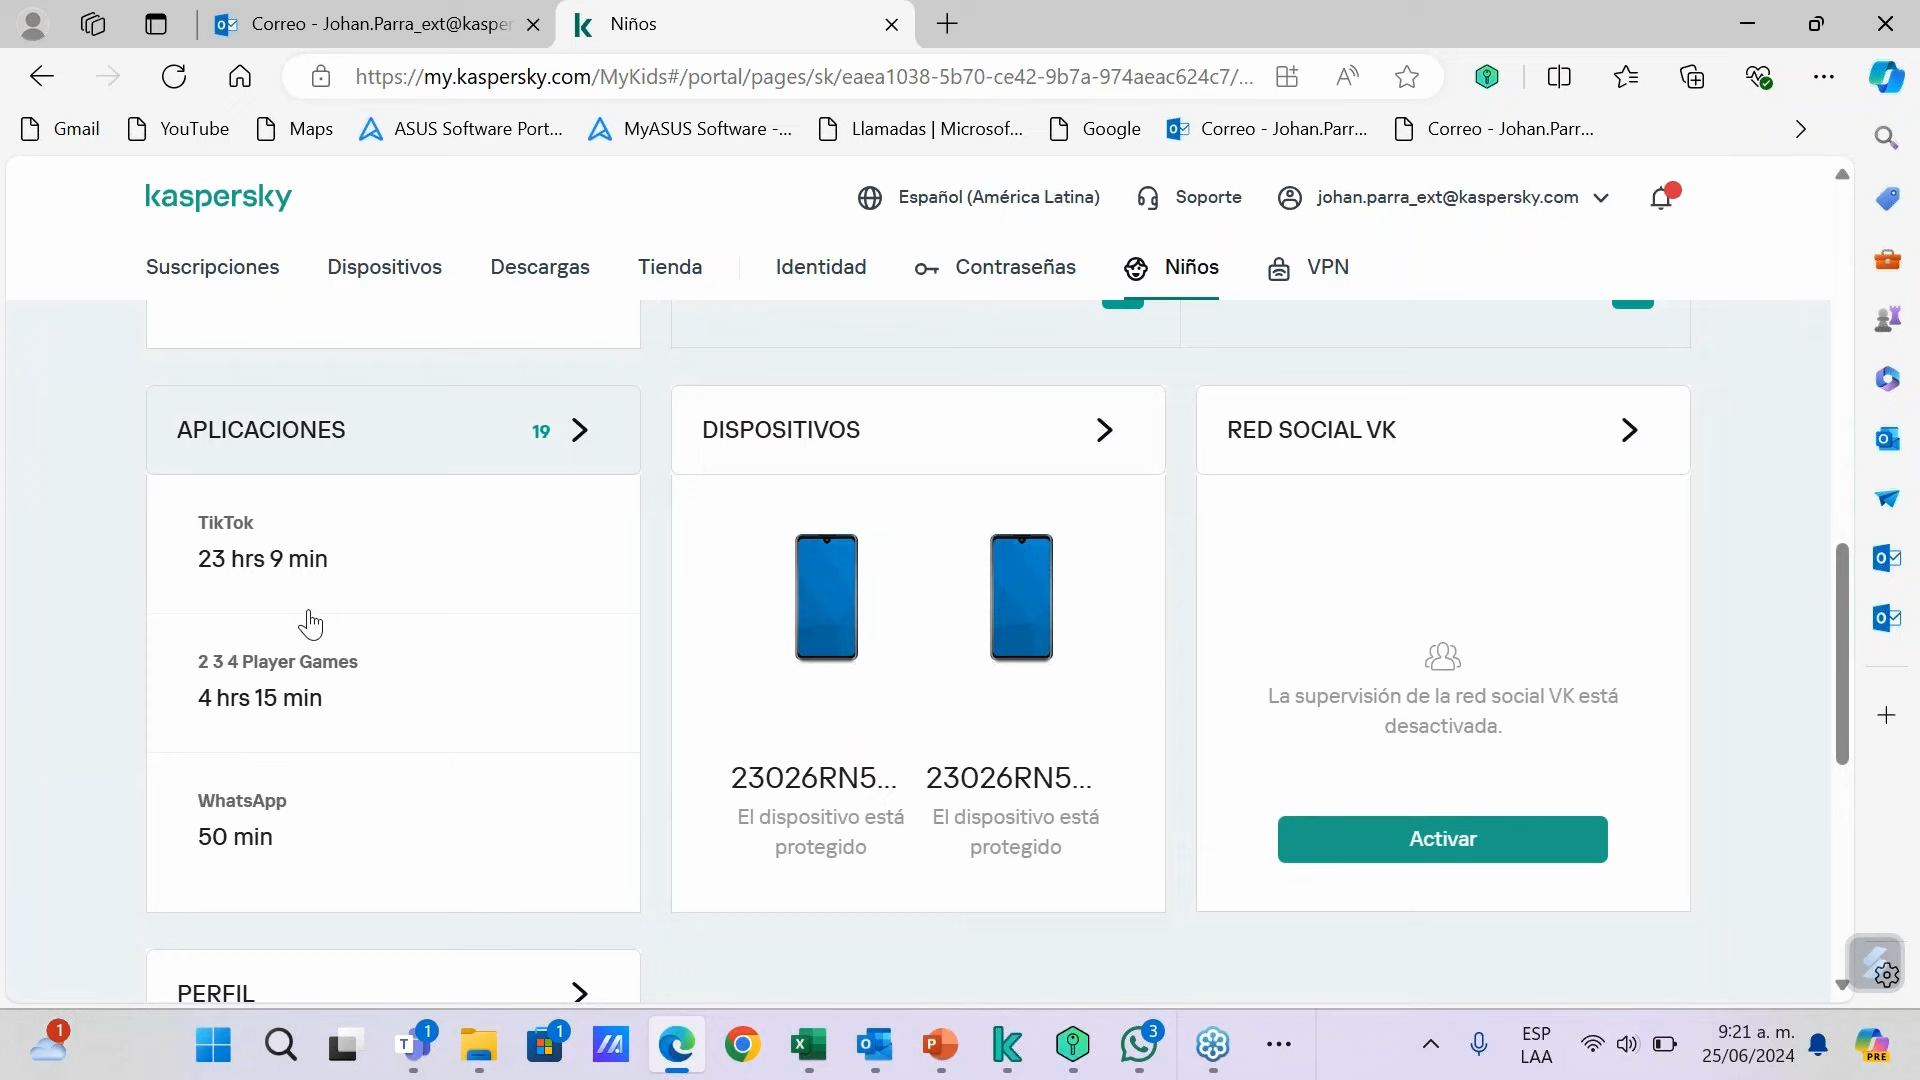 Correo - Johan.Parra_ext@kasper
Niños
https://my.kaspersky.com/MyKids#/portal/pages/sk/eaea1038-5b70-ce42-9b7a-974aeac624c7/...
Gmail
YouTube
Maps
ASUS Software Port...
MyASUS Software -...
Llamadas | Microsof...
Google
Correo - Johan.Parr...
Correo - Johan.Parr...
kaspersky
Español (América Latina)
Soporte
johan.parra_ext@kaspersky.com
Suscripciones
Dispositivos
Descargas
Tienda
Identidad
Contraseñas
Niños
VPN
APLICACIONES
19
TikTok
23 hrs 9 min
2 3 4 Player Games
4 hrs 15 min
WhatsApp
50 min
DISPOSITIVOS
23026RN5...
El dispositivo está
protegido
23026RN5...
El dispositivo está
protegido
RED SOCIAL VK
La supervisión de la red social VK está
desactivada.
Activar
PERFIL
1
1
1
3
ESP
LAA
9:21 a. m.
25/06/2024
PRE